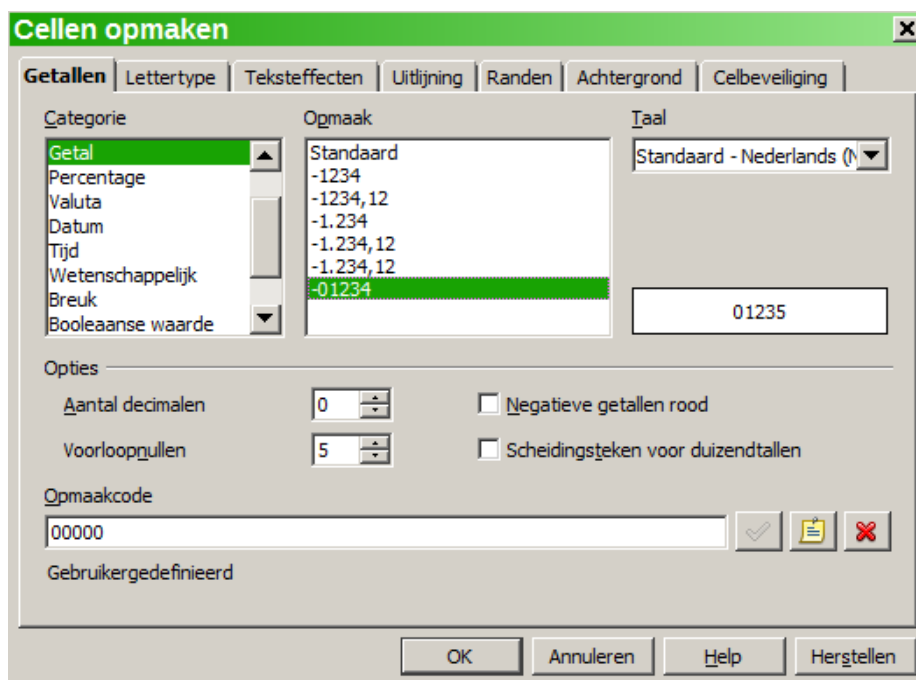 Cellen opmaken
Getallen Lettertype Teksteffecten Uitlijning Randen Achtergrond Celbeveiliging
Categorie Opmaak Taal
Getal
Percentage
Valuta
Datum
Tijd
Wetenschappelijk
Breuk
Booleaanse waarde
Standaard
-1234
-1234,12
-1.234
-1.234,12
-1.234,12
-01234
Standaard - Nederlands (N
01235
Opties
Aantal decimalen 0 Negatieve getallen rood
Voorloopnullen 5 Scheidingsteken voor duizendtallen
Opmaakcode
00000
Gebruikergedefinieerd
OK Annuleren Help Herstellen